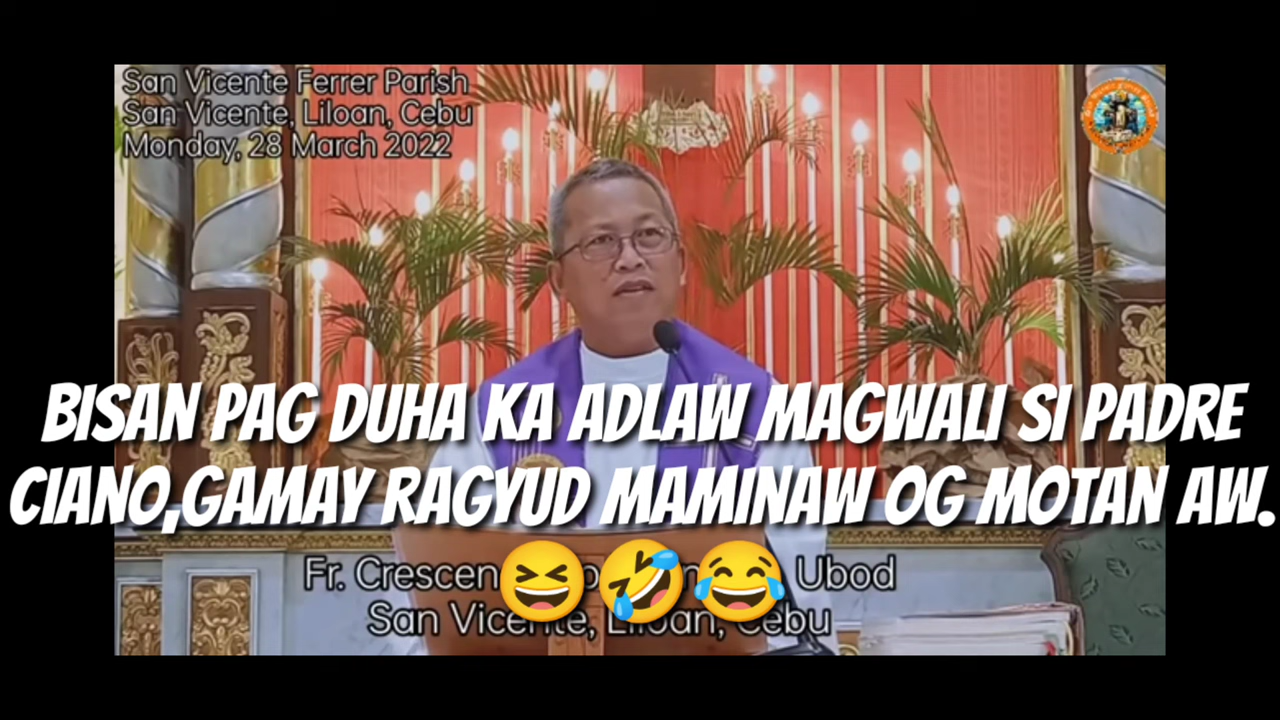 San Vicente Ferrer Parish
San Vicente, Liloan, Cebu
Monday, 28 March 2022
BISAN PAG DUHA KA ADLAW MAGWALI SI PADRE
CIANO,GAMAY RAGYUD MAMINAW OG MOTAN AW.
😆🤣😂
Fr. Ubod
San Vicente, Liloan, Cebu